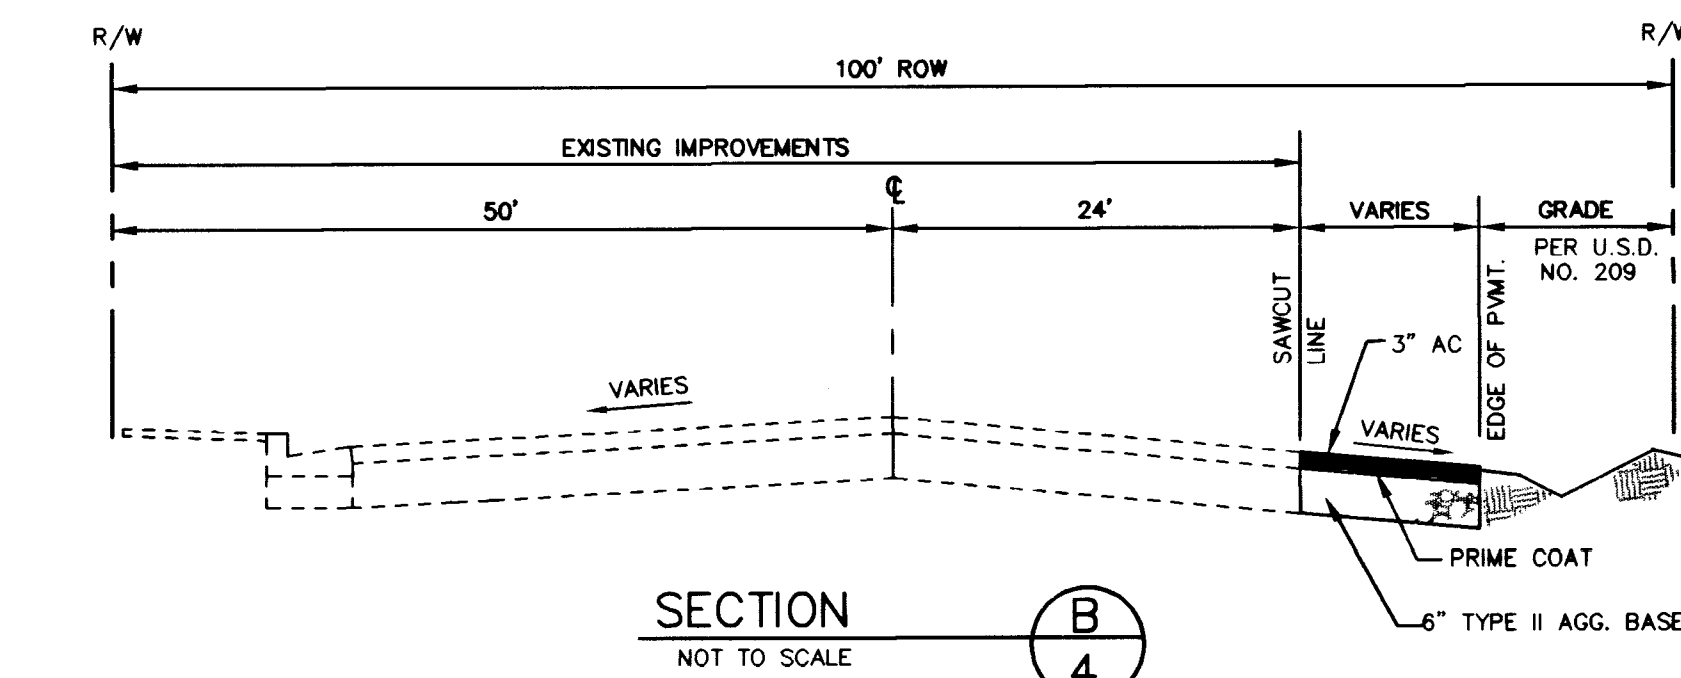 R/W
R/W
100' ROW
EXISTING IMPROVEMENTS
℄
50'
24'
VARIES
GRADE
PER U.S.D.
NO. 209
SAWCUT
LINE
EDGE OF PVMT.
3" AC
VARIES
VARIES
PRIME COAT
6" TYPE II AGG. BASE
SECTION
NOT TO SCALE
B
4